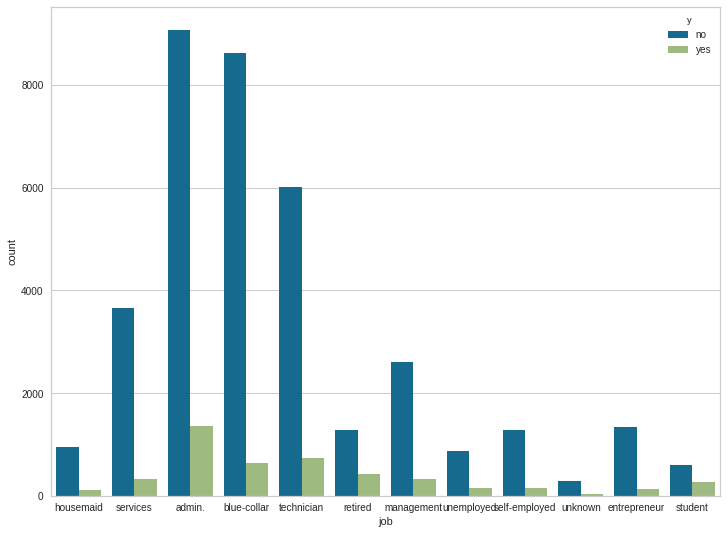 y
no
yes
8000
6000
4000
2000
0
count
housemaid services admin. blue-collar technician retired management unemployed self-employed unknown entrepreneur student
job